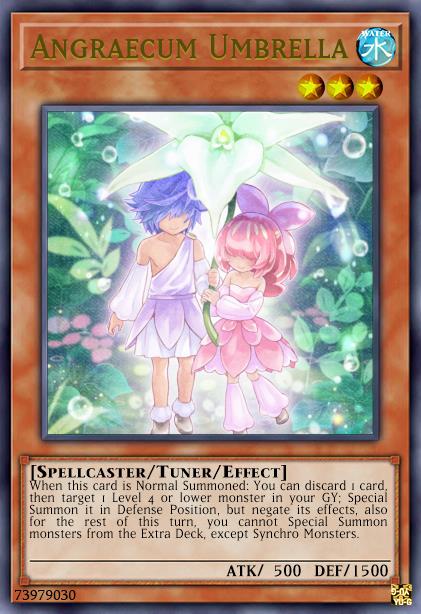 Angraecum Umbrella
WATER
水
[Spellcaster/Tuner/Effect]
When this card is Normal Summoned: You can discard 1 card,
then target 1 Level 4 or lower monster in your GY; Special
Summon it in Defense Position, but negate its effects, also
for the rest of this turn, you cannot Special Summon
monsters from the Extra Deck, except Synchro Monsters.
ATK/ 500 DEF/1500
73979030